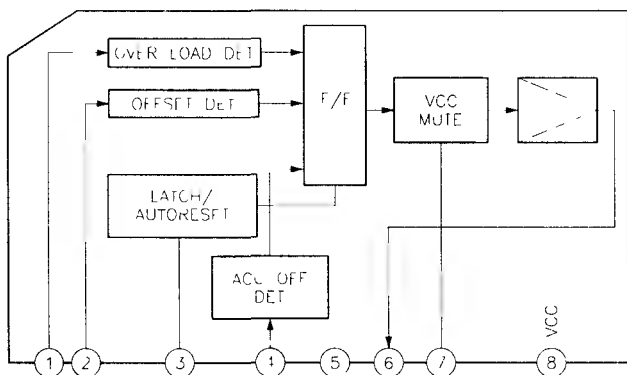 OVER LOAD DET
OFFSET DET
F/F
VCC
MUTE
LATCH/
AUTORESET
OFF
DET
VCC
1
2
3
4
5
6
7
8